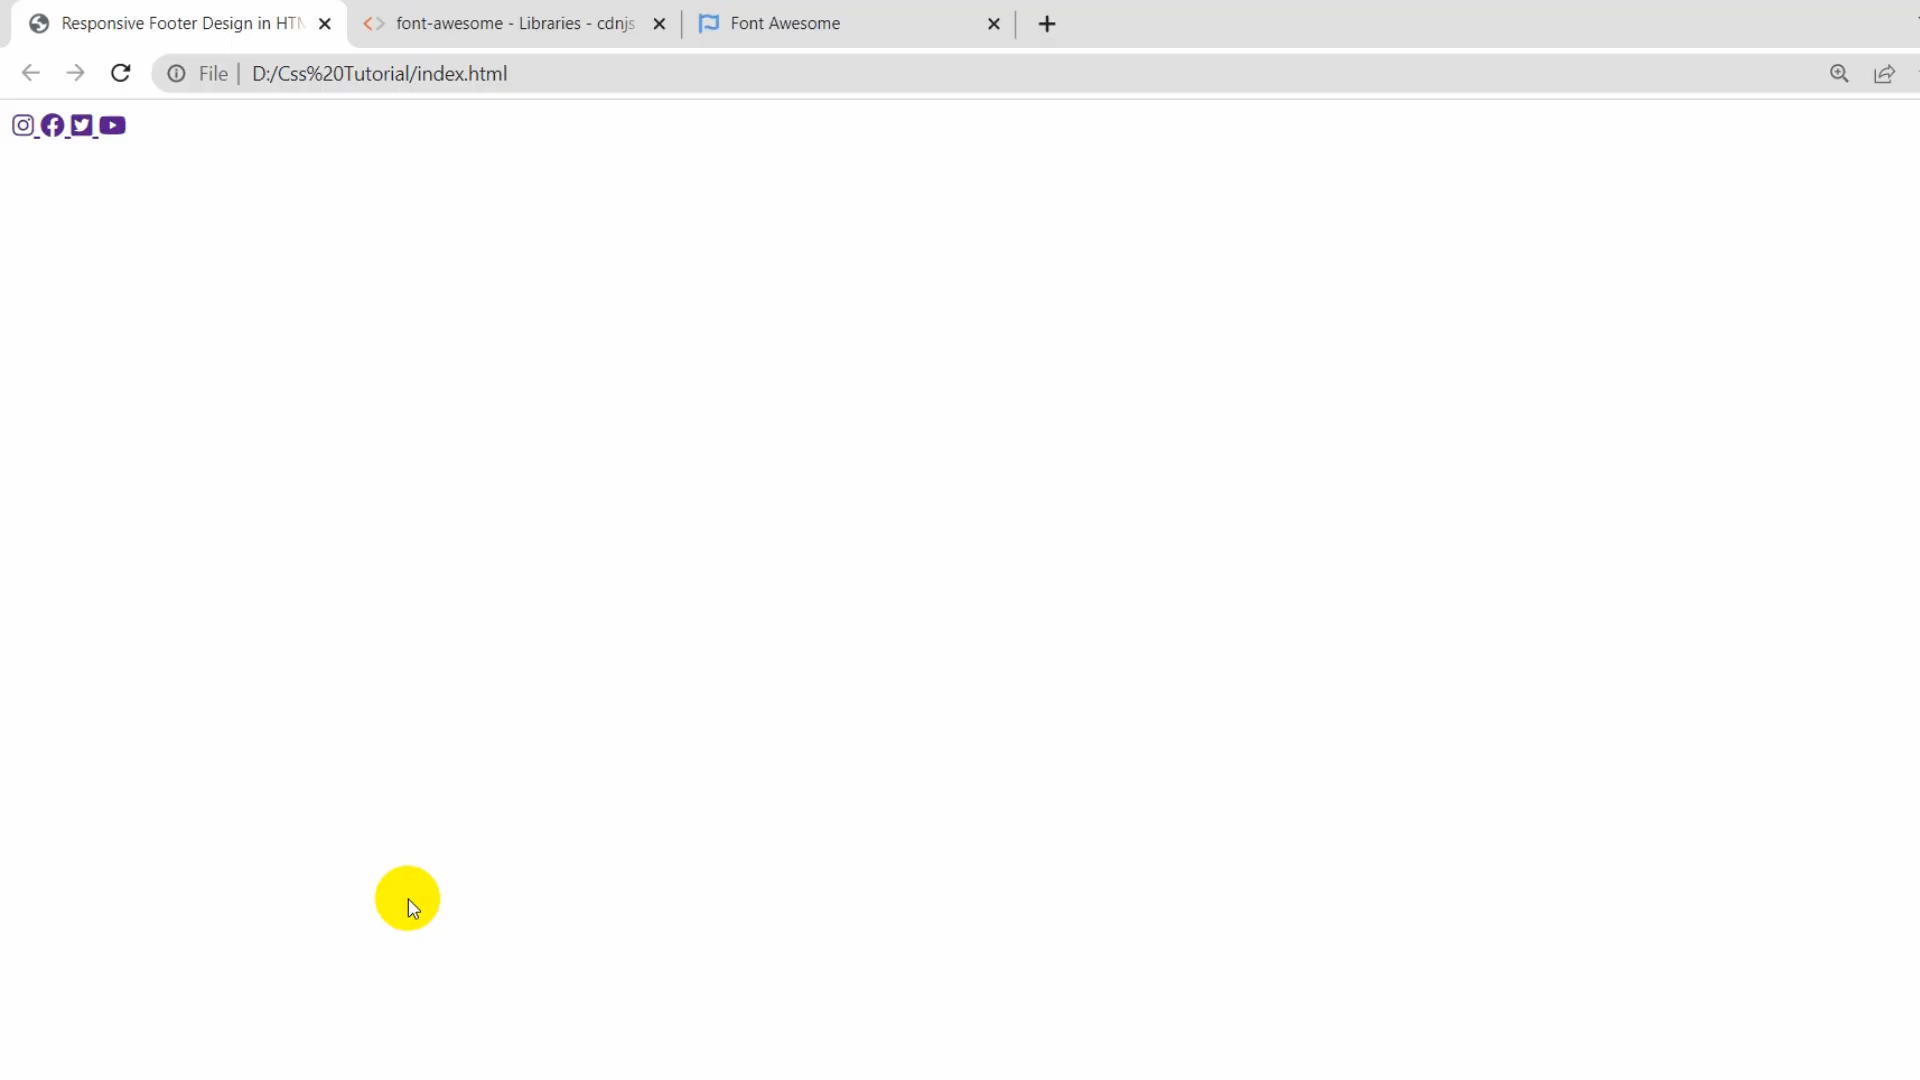 Responsive Footer Design in HTM
font-awesome - Libraries - cdnjs
Font Awesome
File | D:/Css%20Tutorial/index.html